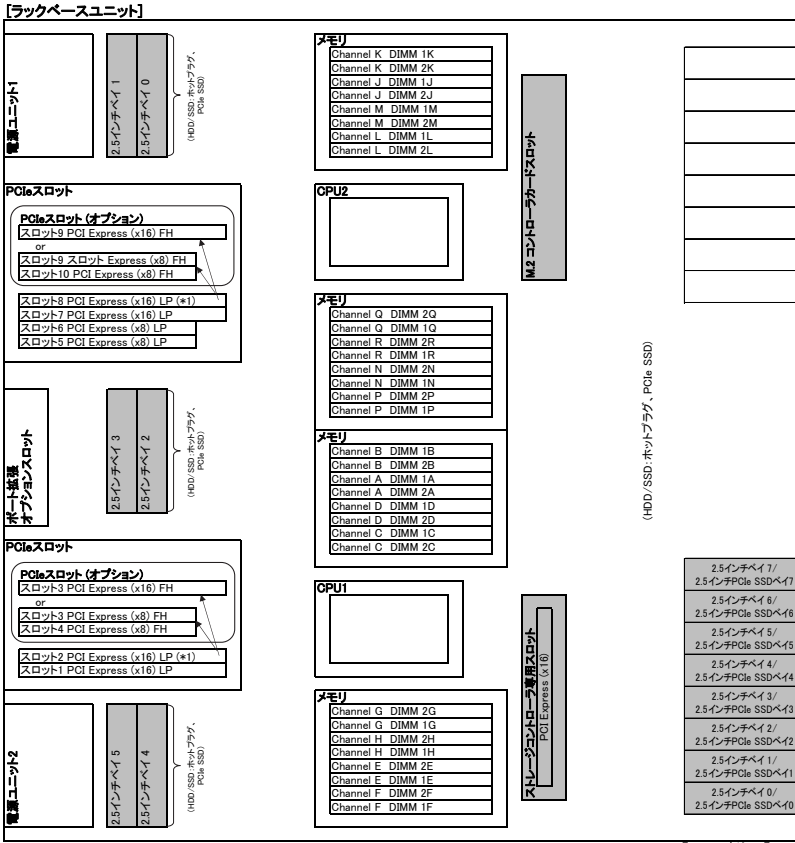 [ラックベースユニット]
電源ユニット1
2.5インチベイ 1
2.5インチベイ 0
(HDD/SSD:ホットプラグ、
PCIe SSD)
PCIeスロット
PCIeスロット (オプション)
スロット9 PCI Express (x16) FH
or
スロット9 スロット Express (x8) FH
スロット10 PCI Express (x8) FH
スロット8 PCI Express (x16) LP (*1)
スロット7 PCI Express (x16) LP
スロット6 PCI Express (x8) LP
スロット5 PCI Express (x8) LP
ポート拡張
オプションスロット
2.5インチベイ 3
2.5インチベイ 2
(HDD/SSD:ホットプラグ、
PCIe SSD)
PCIeスロット
PCIeスロット (オプション)
スロット3 PCI Express (x16) FH
or
スロット3 PCI Express (x8) FH
スロット4 PCI Express (x8) FH
スロット2 PCI Express (x16) LP (*1)
スロット1 PCI Express (x16) LP
電源ユニット2
2.5インチベイ 5
2.5インチベイ 4
(HDD/SSD:ホットプラグ、
PCIe SSD)
メモリ
Channel K DIMM 1K
Channel K DIMM 2K
Channel J DIMM 1J
Channel J DIMM 2J
Channel M DIMM 1M
Channel M DIMM 2M
Channel L DIMM 1L
Channel L DIMM 2L
CPU2
メモリ
Channel Q DIMM 2Q
Channel Q DIMM 1Q
Channel R DIMM 2R
Channel R DIMM 1R
Channel N DIMM 2N
Channel N DIMM 1N
Channel P DIMM 2P
Channel P DIMM 1P
メモリ
Channel B DIMM 1B
Channel B DIMM 2B
Channel A DIMM 1A
Channel A DIMM 2A
Channel D DIMM 1D
Channel D DIMM 2D
Channel C DIMM 1C
Channel C DIMM 2C
CPU1
メモリ
Channel G DIMM 2G
Channel G DIMM 1G
Channel H DIMM 2H
Channel H DIMM 1H
Channel E DIMM 2E
Channel E DIMM 1E
Channel F DIMM 2F
Channel F DIMM 1F
M.2 コントローラカードスロット
ストレージコントローラ専用スロット
PCI Express (x16)
(HDD/SSD:ホットプラグ、PCIe SSD)
2.5インチベイ 7/
2.5インチPCIe SSDベイ7
2.5インチベイ 6/
2.5インチPCIe SSDベイ6
2.5インチベイ 5/
2.5インチPCIe SSDベイ5
2.5インチベイ 4/
2.5インチPCIe SSDベイ4
2.5インチベイ 3/
2.5インチPCIe SSDベイ3
2.5インチベイ 2/
2.5インチPCIe SSDベイ2
2.5インチベイ 1/
2.5インチPCIe SSDベイ1
2.5インチベイ 0/
2.5インチPCIe SSDベイ0